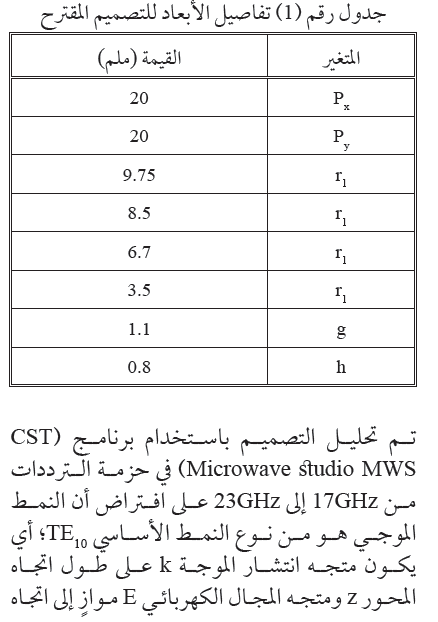 جدول رقم (1) تفاصيل الأبعاد للتصميم المقترح
المتغير القيمة (ملم)
Px 20
Py 20
r1 9.75
r1 8.5
r1 6.7
r1 3.5
g 1.1
h 0.8
تم تحليل التصميم باستخدام برنامج (CST
Microwave studio MWS) في حزمة الترددات
من 17GHz إلى 23GHz على افتراض أن النمط
الموجي هو من نوع النمط الأساسي TE10؛ أي
يكون متجه انتشار الموجة k على طول اتجاه
المحور z ومتجه المجال الكهربائي E موازٍ إلى اتجاه